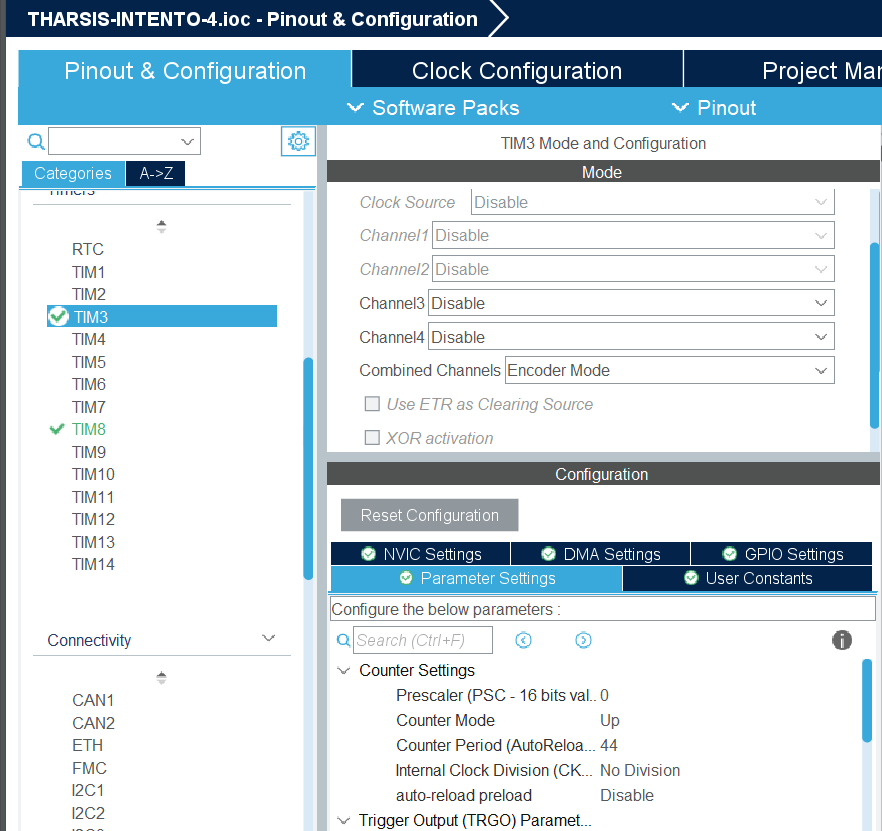 THARSIS-INTENTO-4.ioc - Pinout & Configuration
Pinout & Configuration
Clock Configuration
Project Mar
Software Packs
Pinout
Categories
A->Z
Timers
RTC
TIM1
TIM2
TIM3
TIM4
TIM5
TIM6
TIM7
TIM8
TIM9
TIM10
TIM11
TIM12
TIM13
TIM14
Connectivity
CAN1
CAN2
ETH
FMC
I2C1
I2C2
TIM3 Mode and Configuration
Mode
Clock Source Disable
Channel1 Disable
Channel2 Disable
Channel3 Disable
Channel4 Disable
Combined Channels Encoder Mode
Use ETR as Clearing Source
XOR activation
Configuration
Reset Configuration
NVIC Settings
DMA Settings
GPIO Settings
Parameter Settings
User Constants
Configure the below parameters :
Search (Ctrl+F)
Counter Settings
Prescaler (PSC - 16 bits val.. 0
Counter Mode Up
Counter Period (AutoReloa... 44
Internal Clock Division (CK... No Division
auto-reload preload Disable
Trigger Output (TRGO) Paramet...